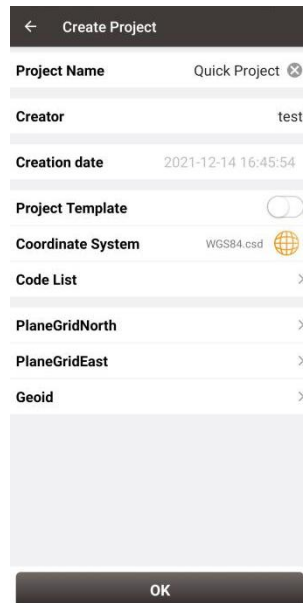 Create Project
Project Name Quick Project
Creator test
Creation date 2021-12-14 16:45:54
Project Template
Coordinate System WGS84.csd
Code List
PlaneGridNorth
PlaneGridEast
Geoid
OK